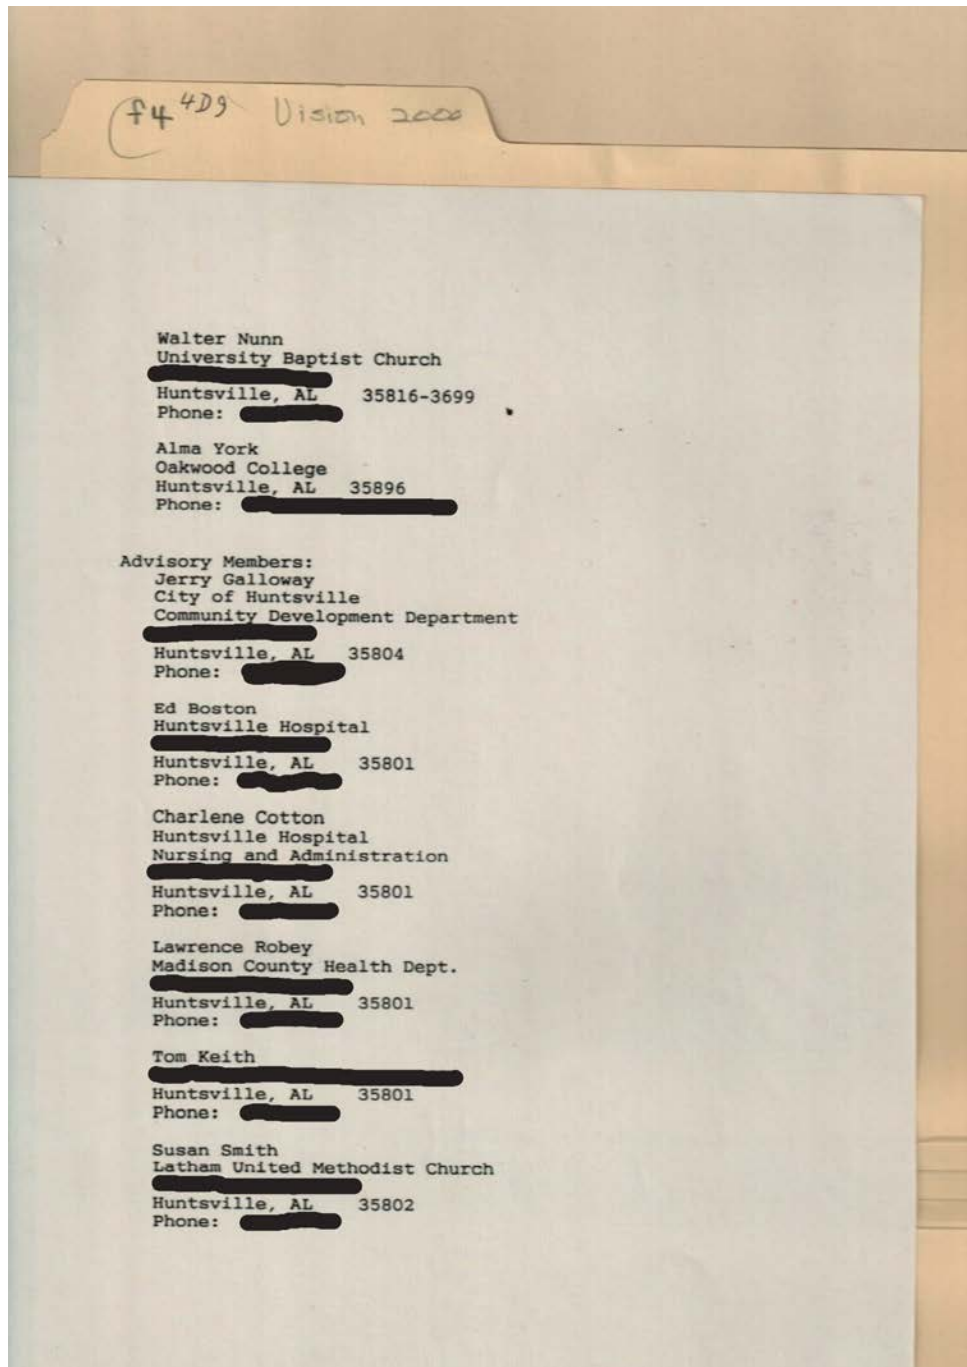 f4 4D9 Vision 2000
Walter Nunn
University Baptist Church
Huntsville, AL 35816-3699
Phone:
Alma York
Oakwood College
Huntsville, AL 35896
Phone:
Advisory Members:
Jerry Galloway
City of Huntsville
Community Development Department
Huntsville, AL 35804
Phone:
Ed Boston
Huntsville Hospital
Huntsville, AL 35801
Phone:
Charlene Cotton
Huntsville Hospital
Nursing and Administration
Huntsville, AL 35801
Phone:
Lawrence Robey
Madison County Health Dept.
Huntsville, AL 35801
Phone:
Tom Keith
Huntsville, AL 35801
Phone:
Susan Smith
Latham United Methodist Church
Huntsville, AL 35802
Phone: